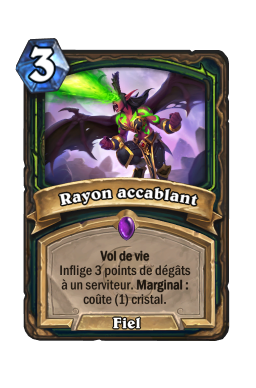 3
Rayon accablant
Vol de vie
Inflige 3 points de dégâts
à un serviteur. Marginal :
coûte (1) cristal.
Fiel